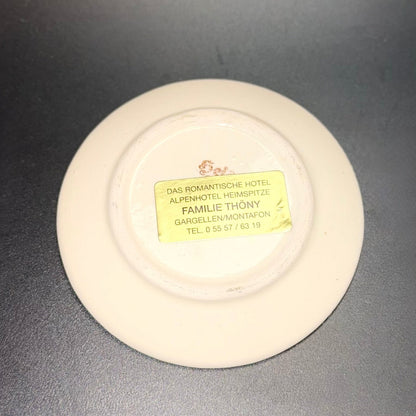 DAS ROMANTISCHE HOTEL
ALPENHOTEL HEIMSPITZE
FAMILIE THÖNY
GARGELLEN/MONTAFON
TEL. 0 55 57 / 63 19